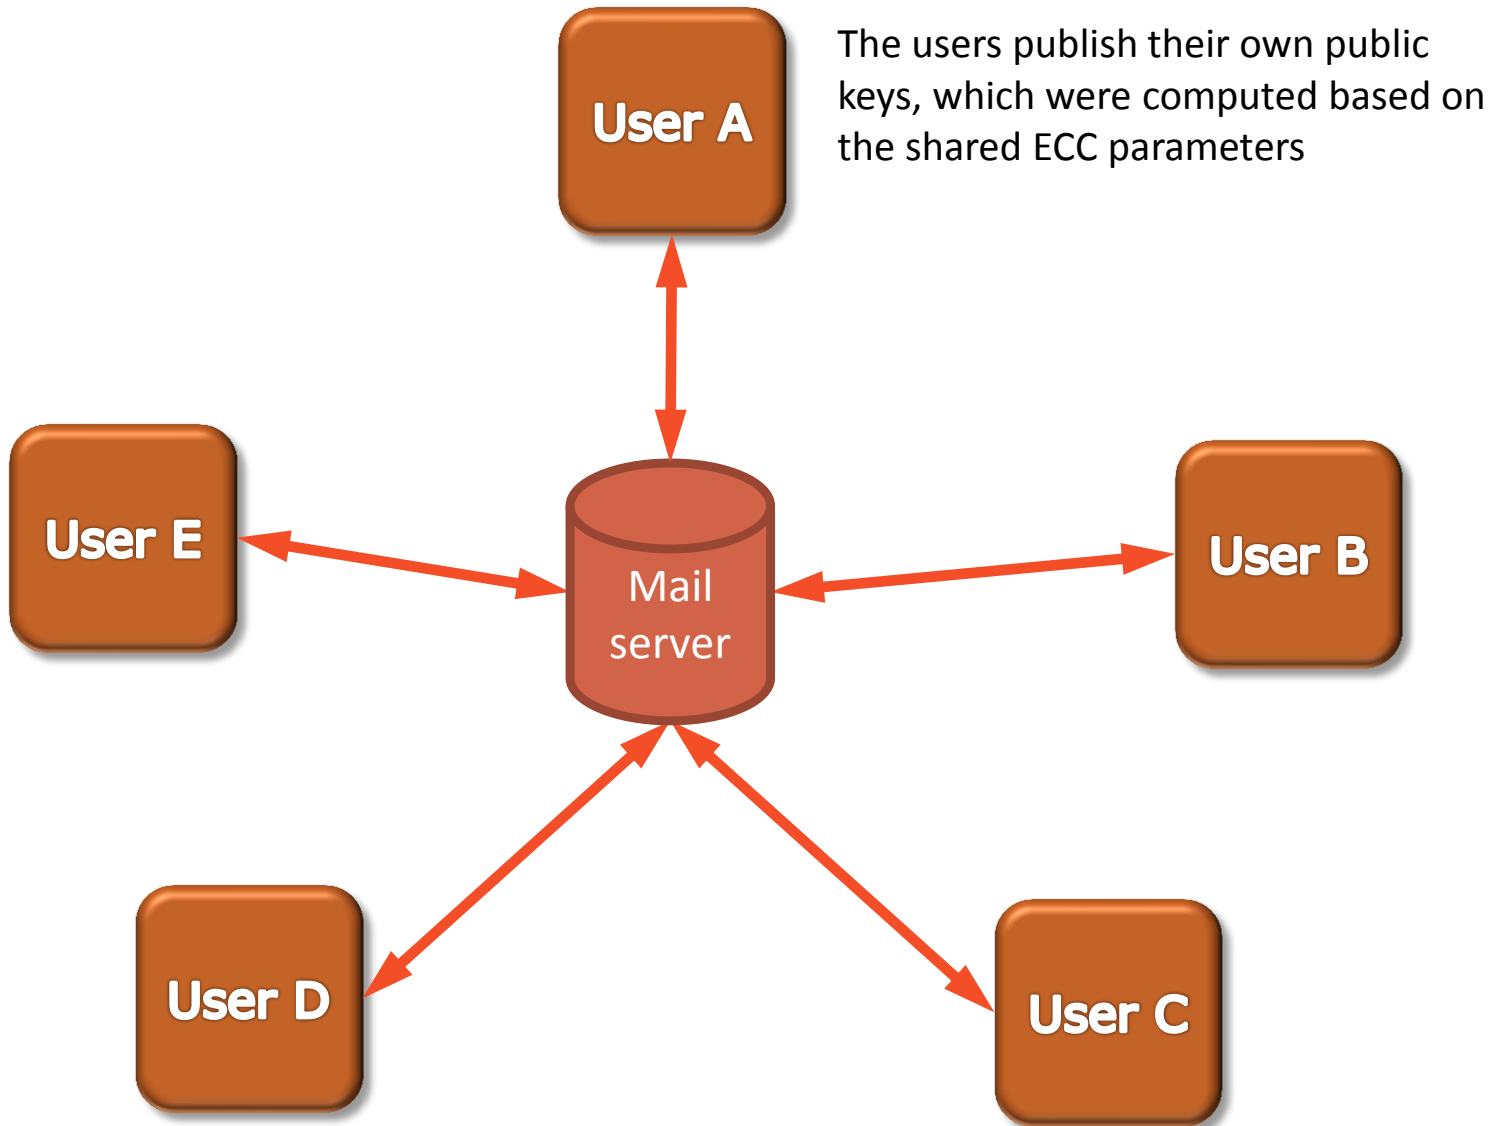 User A
The users publish their own public
keys, which were computed based on
the shared ECC parameters
User E
User B
Mail
server
User D
User C